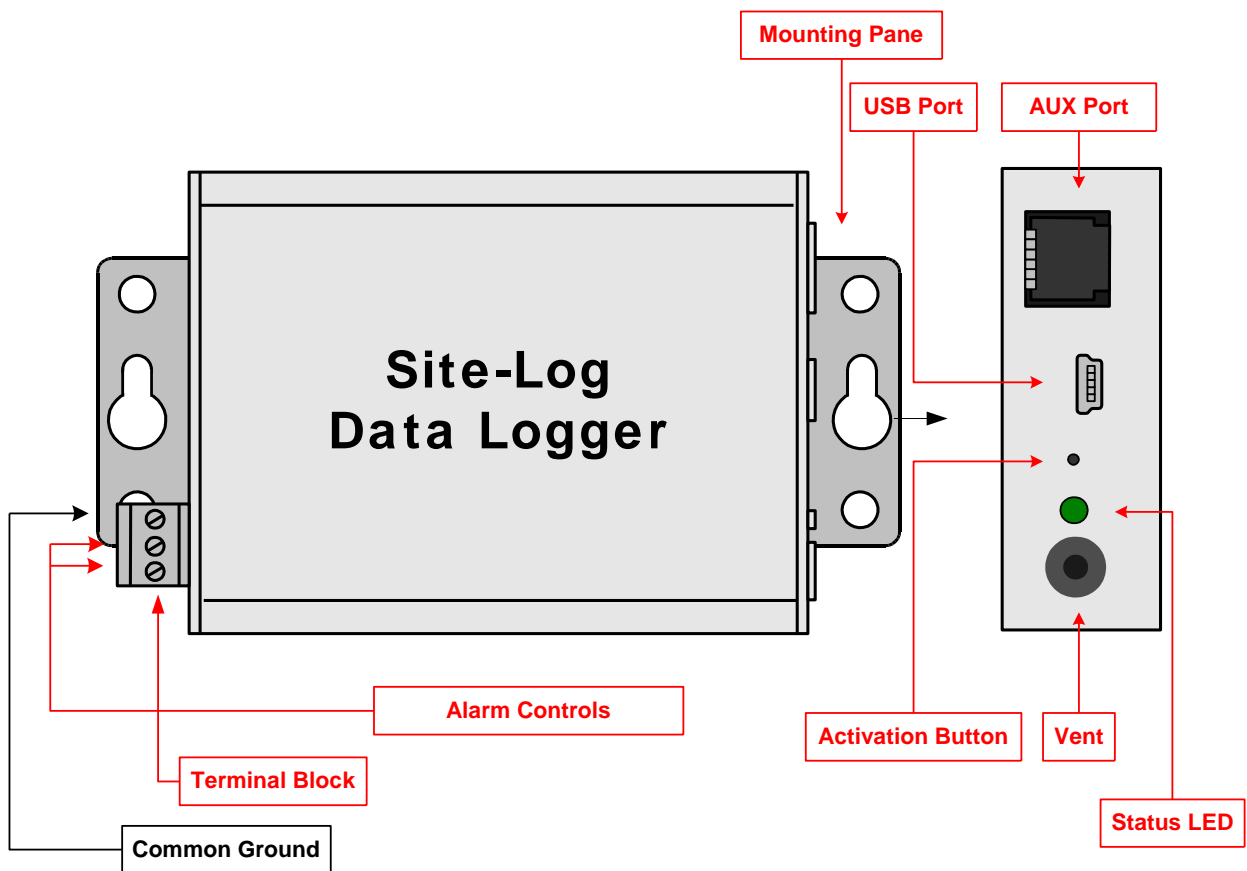 Mounting Pane
USB Port
AUX Port
Site-Log
Data Logger
Alarm Controls
Activation Button
Vent
Terminal Block
Status LED
Common Ground